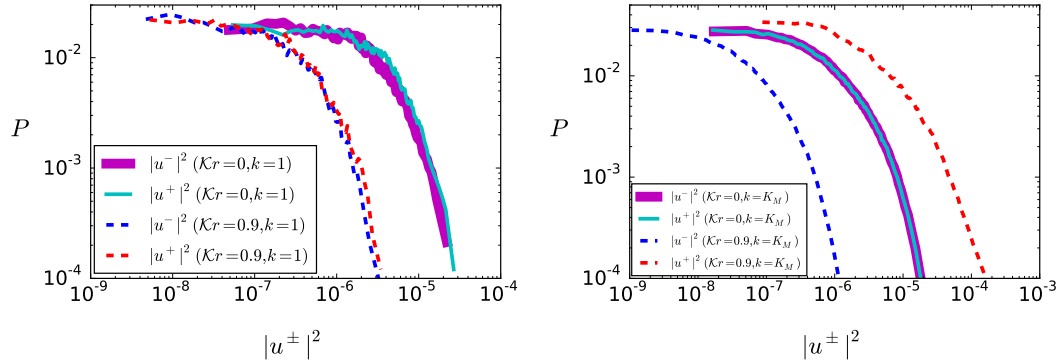 10⁻²
P
10⁻³
|u⁻|² (𝒦r=0,k=1)
|u⁺|² (𝒦r=0,k=1)
|u⁻|² (𝒦r=0.9,k=1)
|u⁺|² (𝒦r=0.9,k=1)
10⁻⁴
10⁻⁹ 10⁻⁸ 10⁻⁷ 10⁻⁶ 10⁻⁵ 10⁻⁴
|u^±|²
10⁻²
P
10⁻³
|u⁻|² (𝒦r=0,k=K_M)
|u⁺|² (𝒦r=0,k=K_M)
|u⁻|² (𝒦r=0.9,k=K_M)
|u⁺|² (𝒦r=0.9,k=K_M)
10⁻⁴
10⁻⁹ 10⁻⁸ 10⁻⁷ 10⁻⁶ 10⁻⁵ 10⁻⁴ 10⁻³
|u^±|²